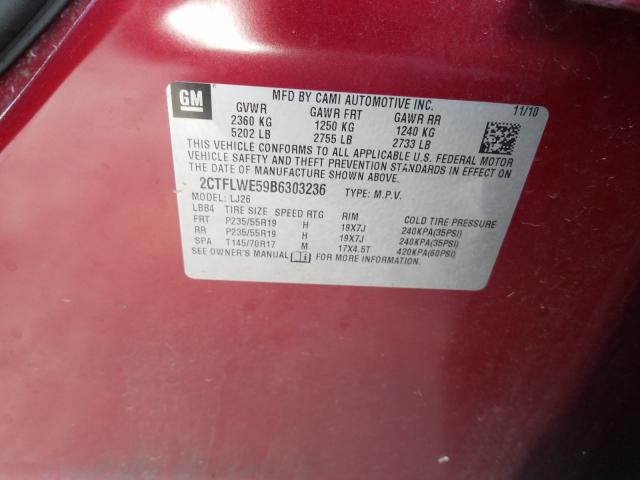 GM
MFD BY CAMI AUTOMOTIVE INC. 11/10
GVWR GAWR FRT GAWR RR
2360 KG 1250 KG 1240 KG
5202 LB 2755 LB 2733 LB
THIS VEHICLE CONFORMS TO ALL APPLICABLE U.S. FEDERAL MOTOR
VEHICLE SAFETY AND THEFT PREVENTION STANDARDS IN EFFECT ON
THE DATE OF MANUFACTURE SHOWN ABOVE.
2CTFLWE59B6303236 TYPE: M.P.V.
MODEL: LJ26
LBB4 TIRE SIZE SPEED RTG RIM COLD TIRE PRESSURE
FRT P235/55R19 H 19X7J 240KPA(35PSI)
RR P235/55R19 H 19X7J 240KPA(35PSI)
SPA T145/70R17 M 17X4.5T 420KPA(60PSI)
SEE OWNER'S MANUAL FOR MORE INFORMATION.